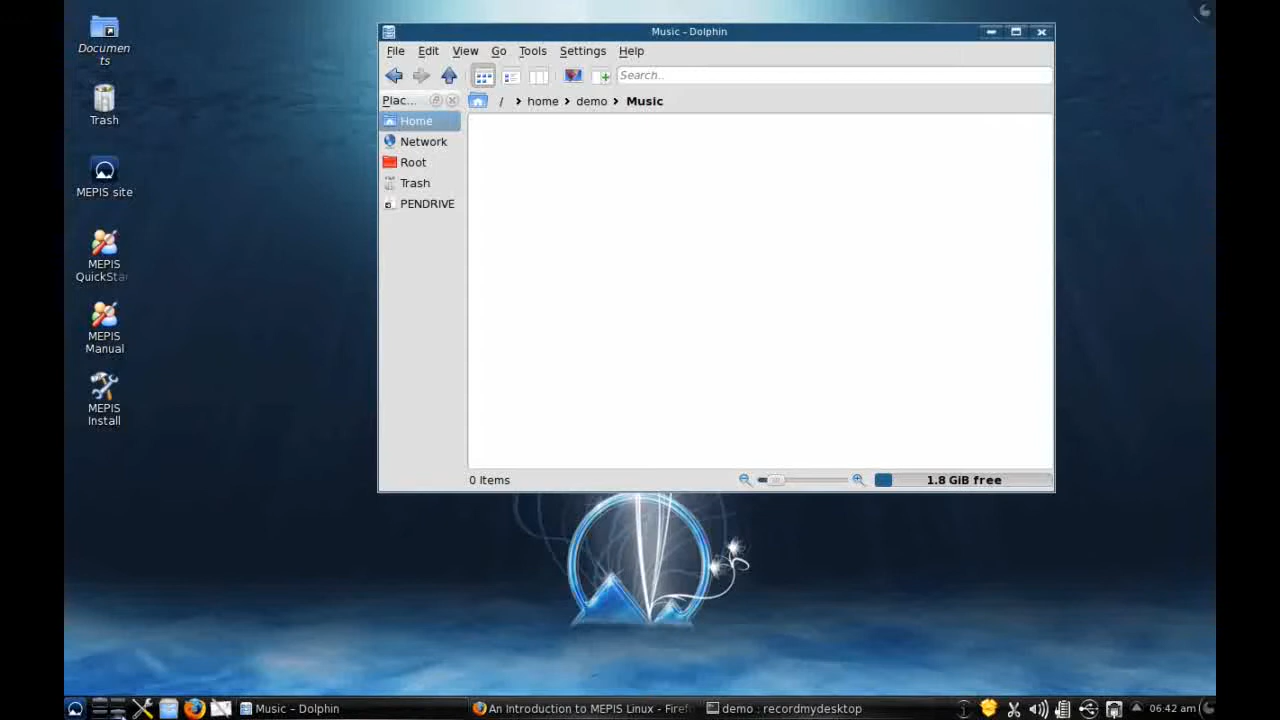 Documen
ts
Trash
MEPIS site
MEPIS
QuickStar
MEPIS
Manual
MEPIS
Install
Music – Dolphin
File Edit View Go Tools Settings Help
Search..
Plac...
/ home demo Music
Home
Network
Root
Trash
PENDRIVE
0 Items
1.8 GiB free
Music – Dolphin
An Introduction to MEPIS Linux - Firefo
demo : recordmydesktop
06:42 am